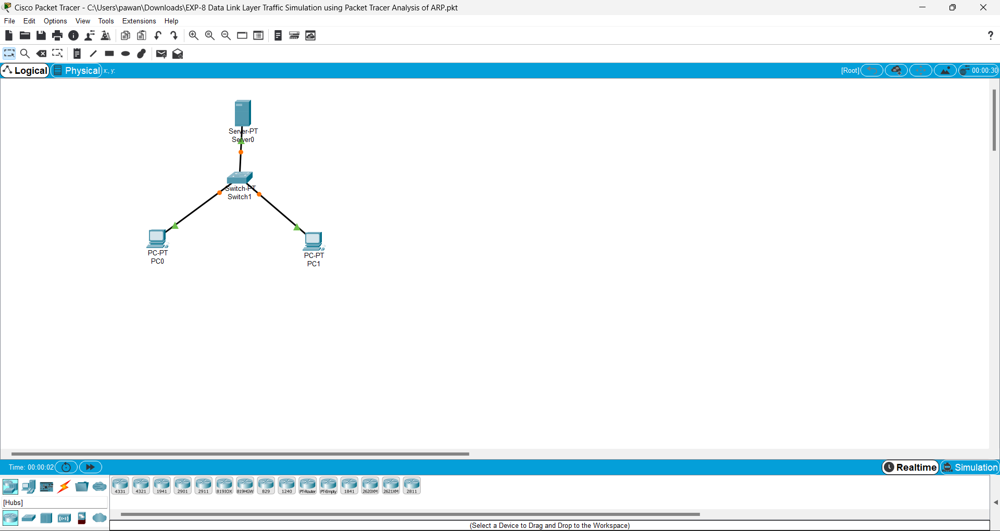 Cisco Packet Tracer - C:\Users\pawan\Downloads\EXP-8 Data Link Layer Traffic Simulation using Packet Tracer Analysis of ARP.pkt
File Edit Options View Tools Extensions Help
?
Logical Physical x:, y: [Root] 00:00:30
Server-PT
Server0
Switch-PT
Switch1
PC-PT
PC0
PC-PT
PC1
Time: 00:00:02 Realtime Simulation
4331 4321 1941 2901 2911 819IOX 819HGW 829 1240 PT-Router PT-Empty 1841 2620XM 2621XM 2811
[Hubs]
(Select a Device to Drag and Drop to the Workspace)